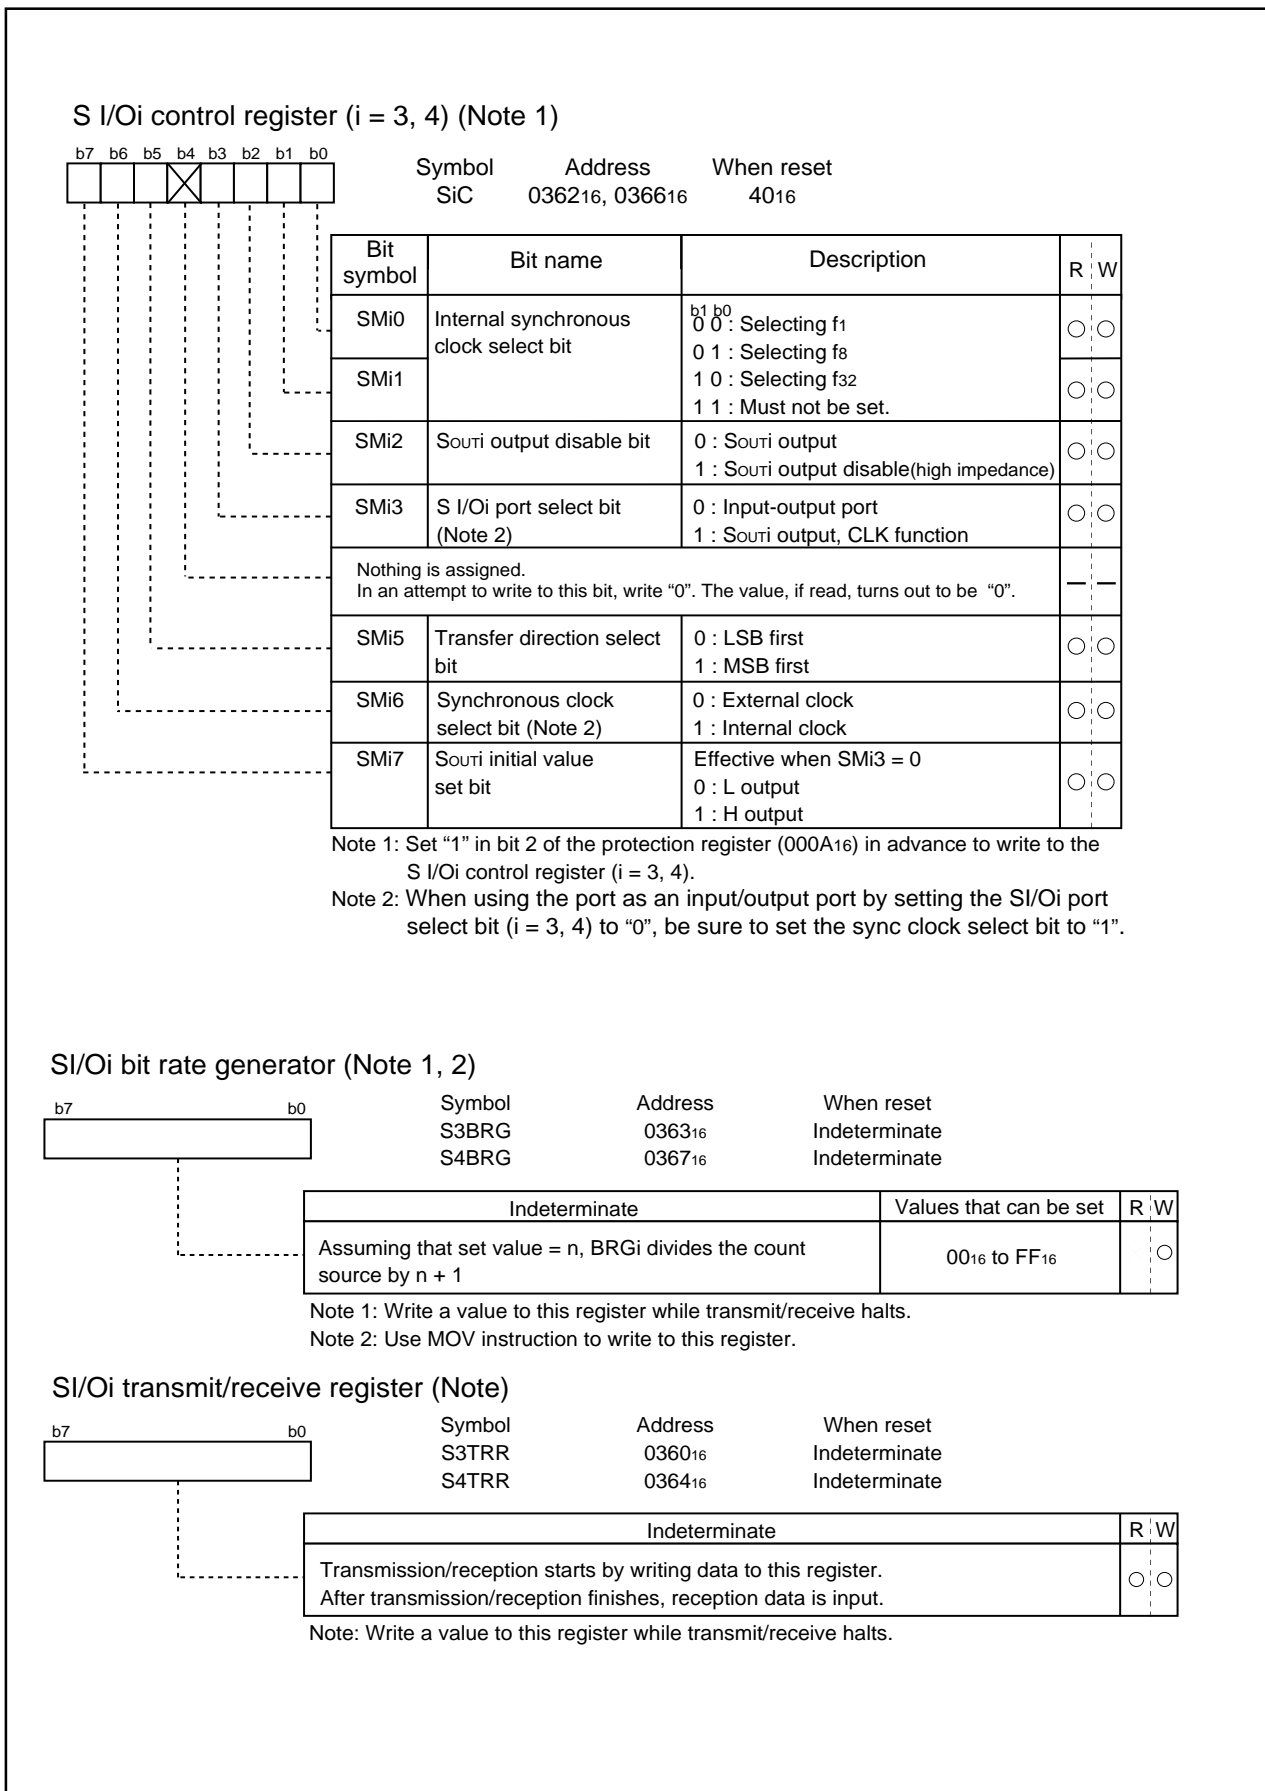 S I/Oi control register (i = 3, 4) (Note 1)
b7 b6 b5 b4 b3 b2 b1 b0
Symbol Address When reset
SiC 036216, 036616 4016
Bit symbol Bit name Description R W
SMi0 Internal synchronous clock select bit
b1 b0
0 0 : Selecting f1
0 1 : Selecting f8
SMi1
1 0 : Selecting f32
1 1 : Must not be set.
SMi2 SOUTi output disable bit 0 : SOUTi output
1 : SOUTi output disable(high impedance)
SMi3 S I/Oi port select bit 0 : Input-output port
(Note 2) 1 : SOUTi output, CLK function
Nothing is assigned.
In an attempt to write to this bit, write “0”. The value, if read, turns out to be “0”.
SMi5 Transfer direction select 0 : LSB first
bit 1 : MSB first
SMi6 Synchronous clock 0 : External clock
select bit (Note 2) 1 : Internal clock
SMi7 SOUTi initial value Effective when SMi3 = 0
set bit 0 : L output
1 : H output
Note 1: Set “1” in bit 2 of the protection register (000A16) in advance to write to the
S I/Oi control register (i = 3, 4).
Note 2: When using the port as an input/output port by setting the SI/Oi port
select bit (i = 3, 4) to “0”, be sure to set the sync clock select bit to “1”.
SI/Oi bit rate generator (Note 1, 2)
b7 b0
Symbol Address When reset
S3BRG 036316 Indeterminate
S4BRG 036716 Indeterminate
Indeterminate Values that can be set R W
Assuming that set value = n, BRGi divides the count
source by n + 1
0016 to FF16
Note 1: Write a value to this register while transmit/receive halts.
Note 2: Use MOV instruction to write to this register.
SI/Oi transmit/receive register (Note)
b7 b0
Symbol Address When reset
S3TRR 036016 Indeterminate
S4TRR 036416 Indeterminate
Indeterminate R W
Transmission/reception starts by writing data to this register.
After transmission/reception finishes, reception data is input.
Note: Write a value to this register while transmit/receive halts.